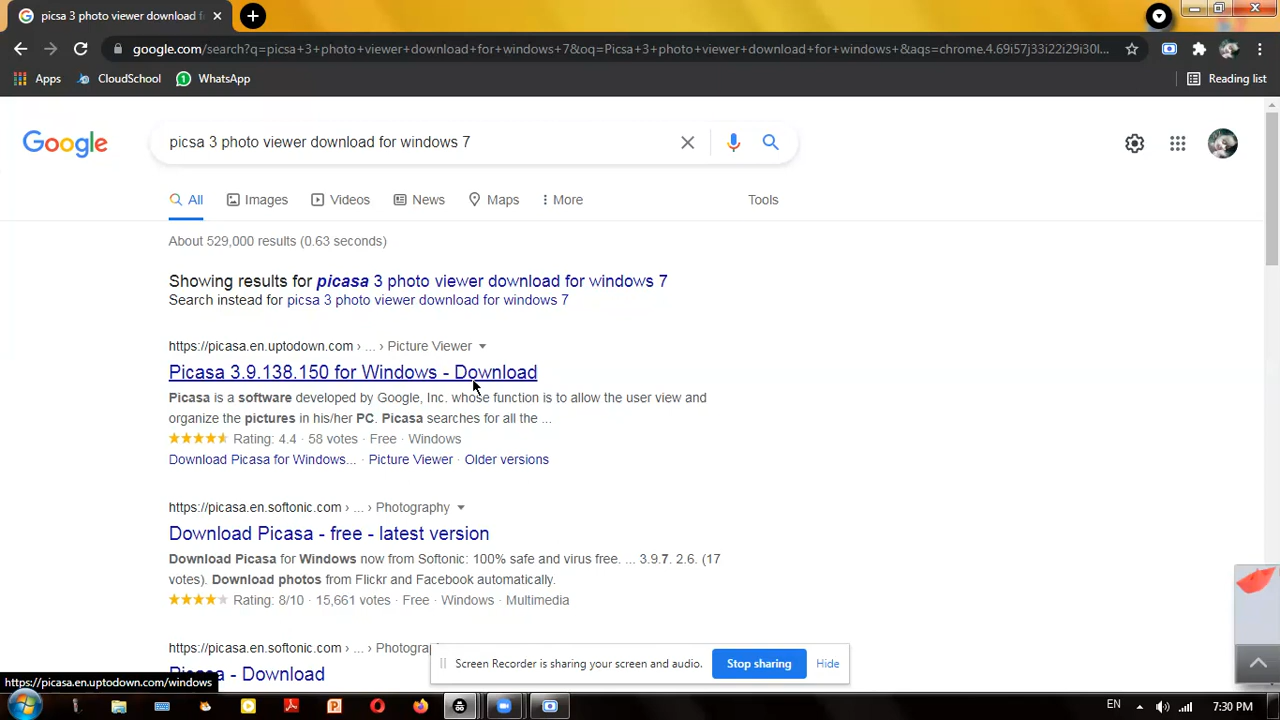 picasa 3 photo viewer download f
google.com/search?q=picsa+3+photo+viewer+download+for+windows+7&oq=Picsa+3+photo+viewer+download+for+windows+&aqs=chrome.4.69i57j33i22i29i30l...
Apps CloudSchool WhatsApp Reading list
Google picsa 3 photo viewer download for windows 7
All Images Videos News Maps More Tools
About 529,000 results (0.63 seconds)
Showing results for picasa 3 photo viewer download for windows 7
Search instead for picsa 3 photo viewer download for windows 7
https://picasa.en.uptodown.com › ... › Picture Viewer
Picasa 3.9.138.150 for Windows - Download
Picasa is a software developed by Google, Inc. whose function is to allow the user view and
organize the pictures in his/her PC. Picasa searches for all the ...
Rating: 4.4 · 58 votes · Free · Windows
Download Picasa for Windows... · Picture Viewer · Older versions
https://picasa.en.softonic.com › ... › Photography
Download Picasa - free - latest version
Download Picasa for Windows now from Softonic: 100% safe and virus free. ... 3.9.7. 2.6. (17
votes). Download photos from Flickr and Facebook automatically.
Rating: 8/10 · 15,661 votes · Free · Windows · Multimedia
https://picasa.en.softonic.com › ... › Photogra
Picasa - Download
Screen Recorder is sharing your screen and audio. Stop sharing Hide
https://picasa.en.uptodown.com/windows
EN 7:30 PM